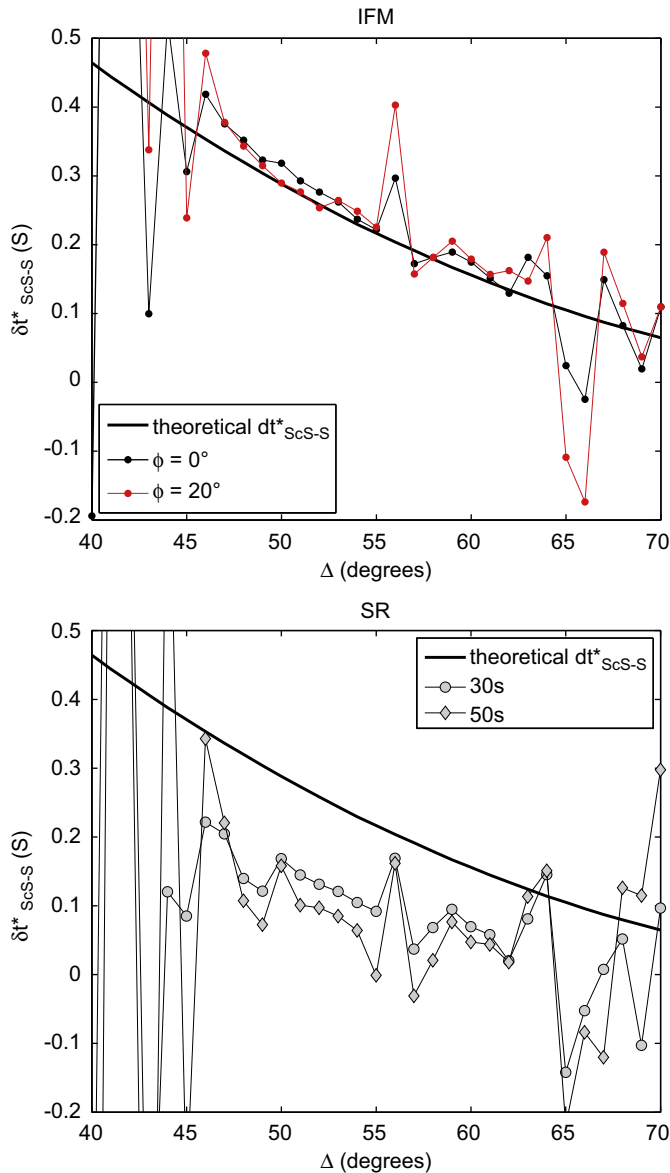 IFM
0.5
0.4
0.3
0.2
0.1
0
-0.1
-0.2
δt* ScS-S (S)
theoretical dt*ScS-S
ϕ = 0°
ϕ = 20°
40 45 50 55 60 65 70
Δ (degrees)
SR
0.5
0.4
0.3
0.2
0.1
0
-0.1
-0.2
δt* ScS-S (S)
theoretical dt*ScS-S
30s
50s
40 45 50 55 60 65 70
Δ (degrees)